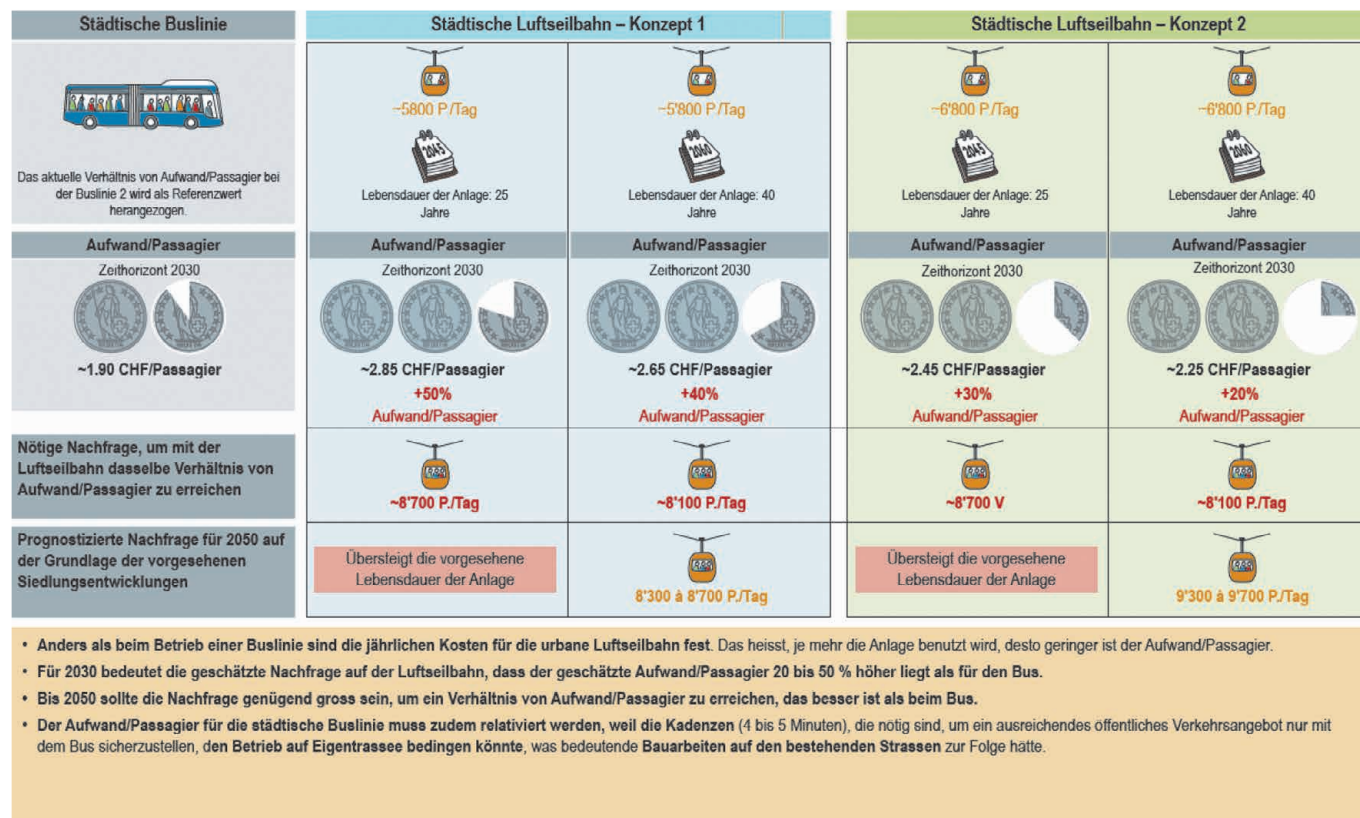 Städtische Buslinie
Städtische Luftseilbahn – Konzept 1
Städtische Luftseilbahn – Konzept 2
Das aktuelle Verhältnis von Aufwand/Passagier bei
der Buslinie 2 wird als Referenzwert
herangezogen.
~5800 P./Tag
2045
Lebensdauer der Anlage: 25
Jahre
~5'800 P./Tag
2060
Lebensdauer der Anlage: 40
Jahre
~6'800 P./Tag
2045
Lebensdauer der Anlage: 25
Jahre
~6'800 P./Tag
2060
Lebensdauer der Anlage: 40
Jahre
Aufwand/Passagier
Zeithorizont 2030
~1.90 CHF/Passagier
Aufwand/Passagier
Zeithorizont 2030
~2.85 CHF/Passagier
+50%
Aufwand/Passagier
Aufwand/Passagier
Zeithorizont 2030
~2.65 CHF/Passagier
+40%
Aufwand/Passagier
Aufwand/Passagier
Zeithorizont 2030
~2.45 CHF/Passagier
+30%
Aufwand/Passagier
Aufwand/Passagier
Zeithorizont 2030
~2.25 CHF/Passagier
+20%
Aufwand/Passagier
Nötige Nachfrage, um mit der
Luftseilbahn dasselbe Verhältnis von
Aufwand/Passagier zu erreichen
~8'700 P./Tag
~8'100 P./Tag
~8'700 V
~8'100 P./Tag
Prognostizierte Nachfrage für 2050 auf
der Grundlage der vorgesehenen
Siedlungsentwicklungen
Übersteigt die vorgesehene
Lebensdauer der Anlage
8'300 à 8'700 P./Tag
Übersteigt die vorgesehene
Lebensdauer der Anlage
9'300 à 9'700 P./Tag
• Anders als beim Betrieb einer Buslinie sind die jährlichen Kosten für die urbane Luftseilbahn fest. Das heisst, je mehr die Anlage benutzt wird, desto geringer ist der Aufwand/Passagier.
• Für 2030 bedeutet die geschätzte Nachfrage auf der Luftseilbahn, dass der geschätzte Aufwand/Passagier 20 bis 50 % höher liegt als für den Bus.
• Bis 2050 sollte die Nachfrage genügend gross sein, um ein Verhältnis von Aufwand/Passagier zu erreichen, das besser ist als beim Bus.
• Der Aufwand/Passagier für die städtische Buslinie muss zudem relativiert werden, weil die Kadenzen (4 bis 5 Minuten), die nötig sind, um ein ausreichendes öffentliches Verkehrsangebot nur mit
dem Bus sicherzustellen, den Betrieb auf Eigentrassee bedingen könnte, was bedeutende Bauarbeiten auf den bestehenden Strassen zur Folge hätte.